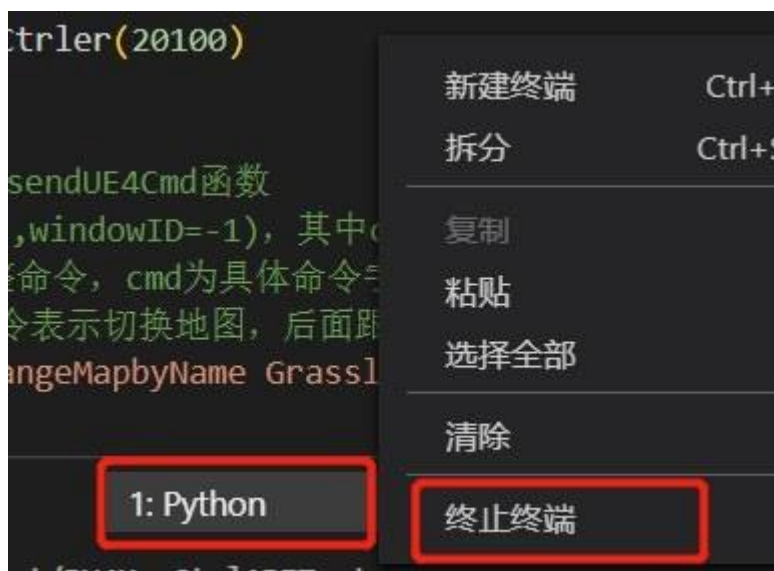 Ctrler(20100)
新建终端 Ctrl+
拆分 Ctrl+
sendUE4Cmd函数
,windowID=-1), 其中
复制
命令, cmd为具体命令
粘贴
令表示切换地图, 后面
选择全部
angeMapbyName Grassl
清除
1: Python
终止终端